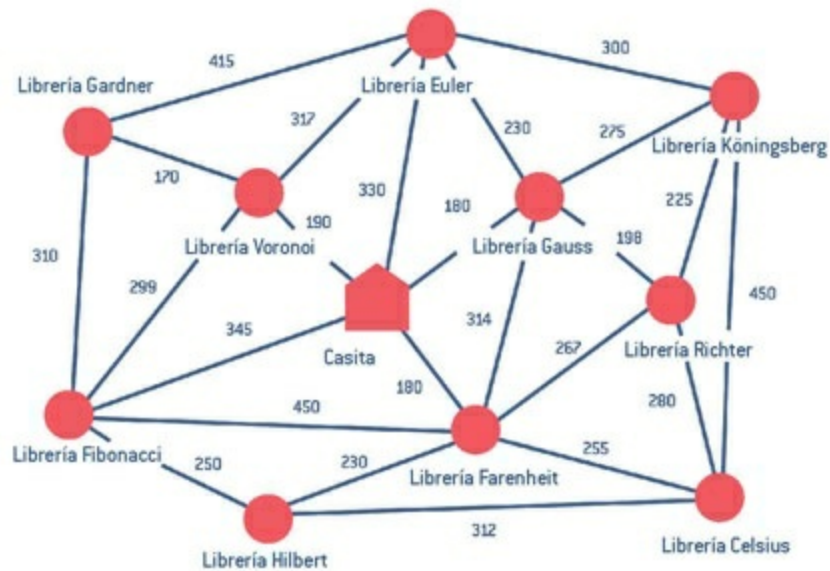 300
415
Librería Gardner
Librería Euler
317
230
275
Librería Köningsberg
170
330
180
225
190
Librería Voronoi
Librería Gauss
198
310
299
450
345
314
Casita
267
Librería Richter
180
280
450
Librería Fibonacci
250
230
255
Librería Farenheit
312
Librería Hilbert
Librería Celsius